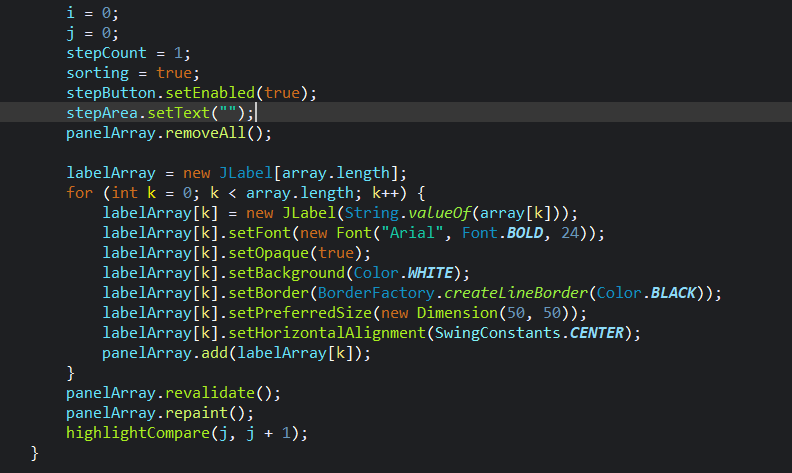 i = 0;
j = 0;
stepCount = 1;
sorting = true;
stepButton.setEnabled(true);
stepArea.setText("");
panelArray.removeAll();
labelArray = new JLabel[array.length];
for (int k = 0; k < array.length; k++) {
labelArray[k] = new JLabel(String.valueOf(array[k]));
labelArray[k].setFont(new Font("Arial", Font.BOLD, 24));
labelArray[k].setOpaque(true);
labelArray[k].setBackground(Color.WHITE);
labelArray[k].setBorder(BorderFactory.createLineBorder(Color.BLACK));
labelArray[k].setPreferredSize(new Dimension(50, 50));
labelArray[k].setHorizontalAlignment(SwingConstants.CENTER);
panelArray.add(labelArray[k]);
}
panelArray.revalidate();
panelArray.repaint();
highlightCompare(j, j + 1);
}